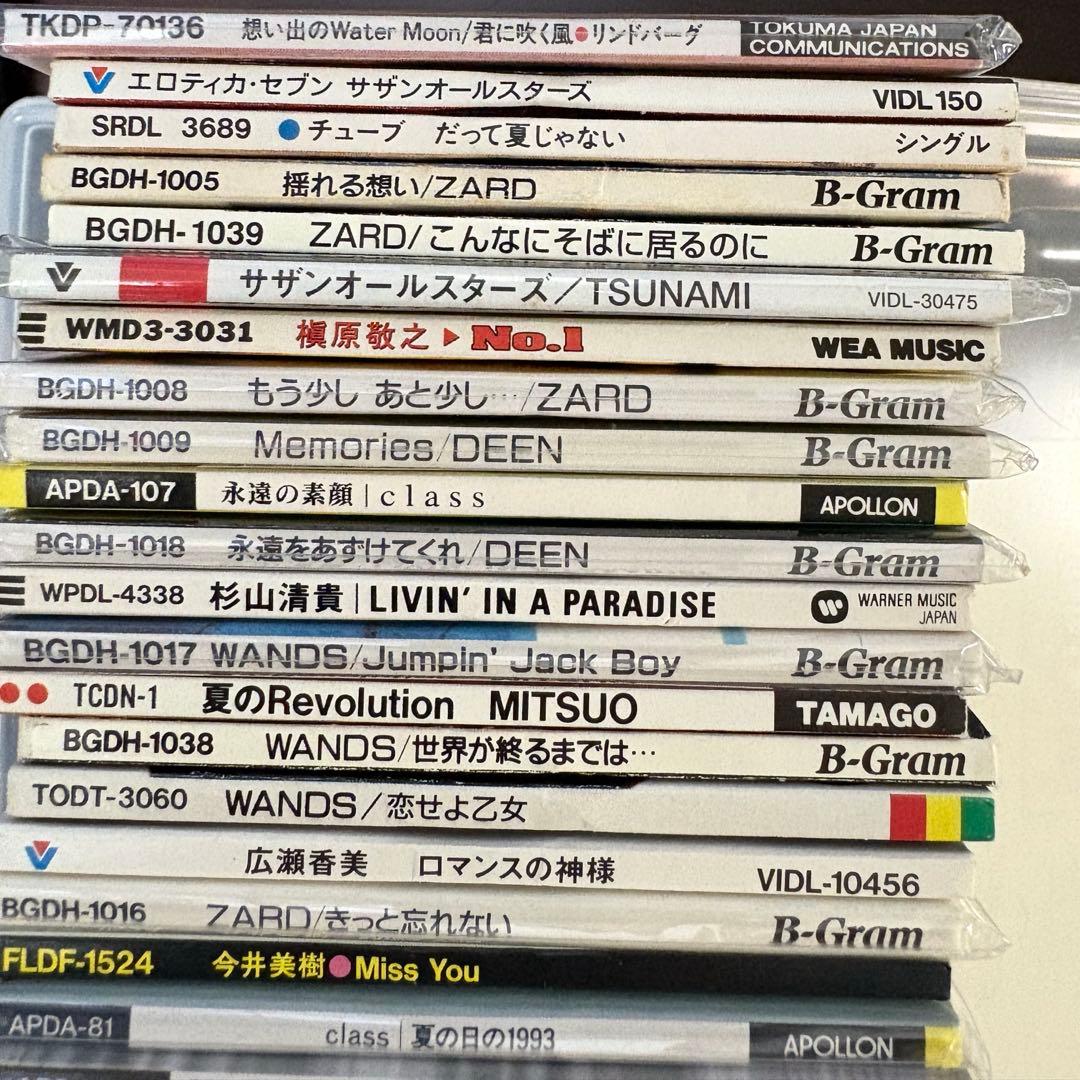 TKDP-70136 想い出のWater Moon/君に吹く風●リンドバーグ TOKUMA JAPAN COMMUNICATIONS
エロティカ・セブン サザンオールスターズ VIDL150
SRDL 3689 ●チューブ だって夏じゃない シングル
BGDH-1005 揺れる想い/ZARD B-Gram
BGDH-1039 ZARD/こんなにそばに居るのに B-Gram
サザンオールスターズ/TSUNAMI VIDL-30475
WMD3-3031 槇原敬之▶No.1 WEA MUSIC
BGDH-1008 もう少し あと少し…/ZARD B-Gram
BGDH-1009 Memories/DEEN B-Gram
APDA-107 永遠の素顔|class APOLLON
BGDH-1018 永遠をあずけてくれ/DEEN B-Gram
WPDL-4338 杉山清貴|LIVIN' IN A PARADISE WARNER MUSIC JAPAN
BGDH-1017 WANDS/Jumpin' Jack Boy B-Gram
TCDN-1 夏のRevolution MITSUO TAMAGO
BGDH-1038 WANDS/世界が終るまでは… B-Gram
TODT-3060 WANDS/恋せよ乙女
広瀬香美 ロマンスの神様 VIDL-10456
BGDH-1016 ZARD/きっと忘れない B-Gram
FLDF-1524 今井美樹●Miss You
APDA-81 class|夏の日の1993 APOLLON